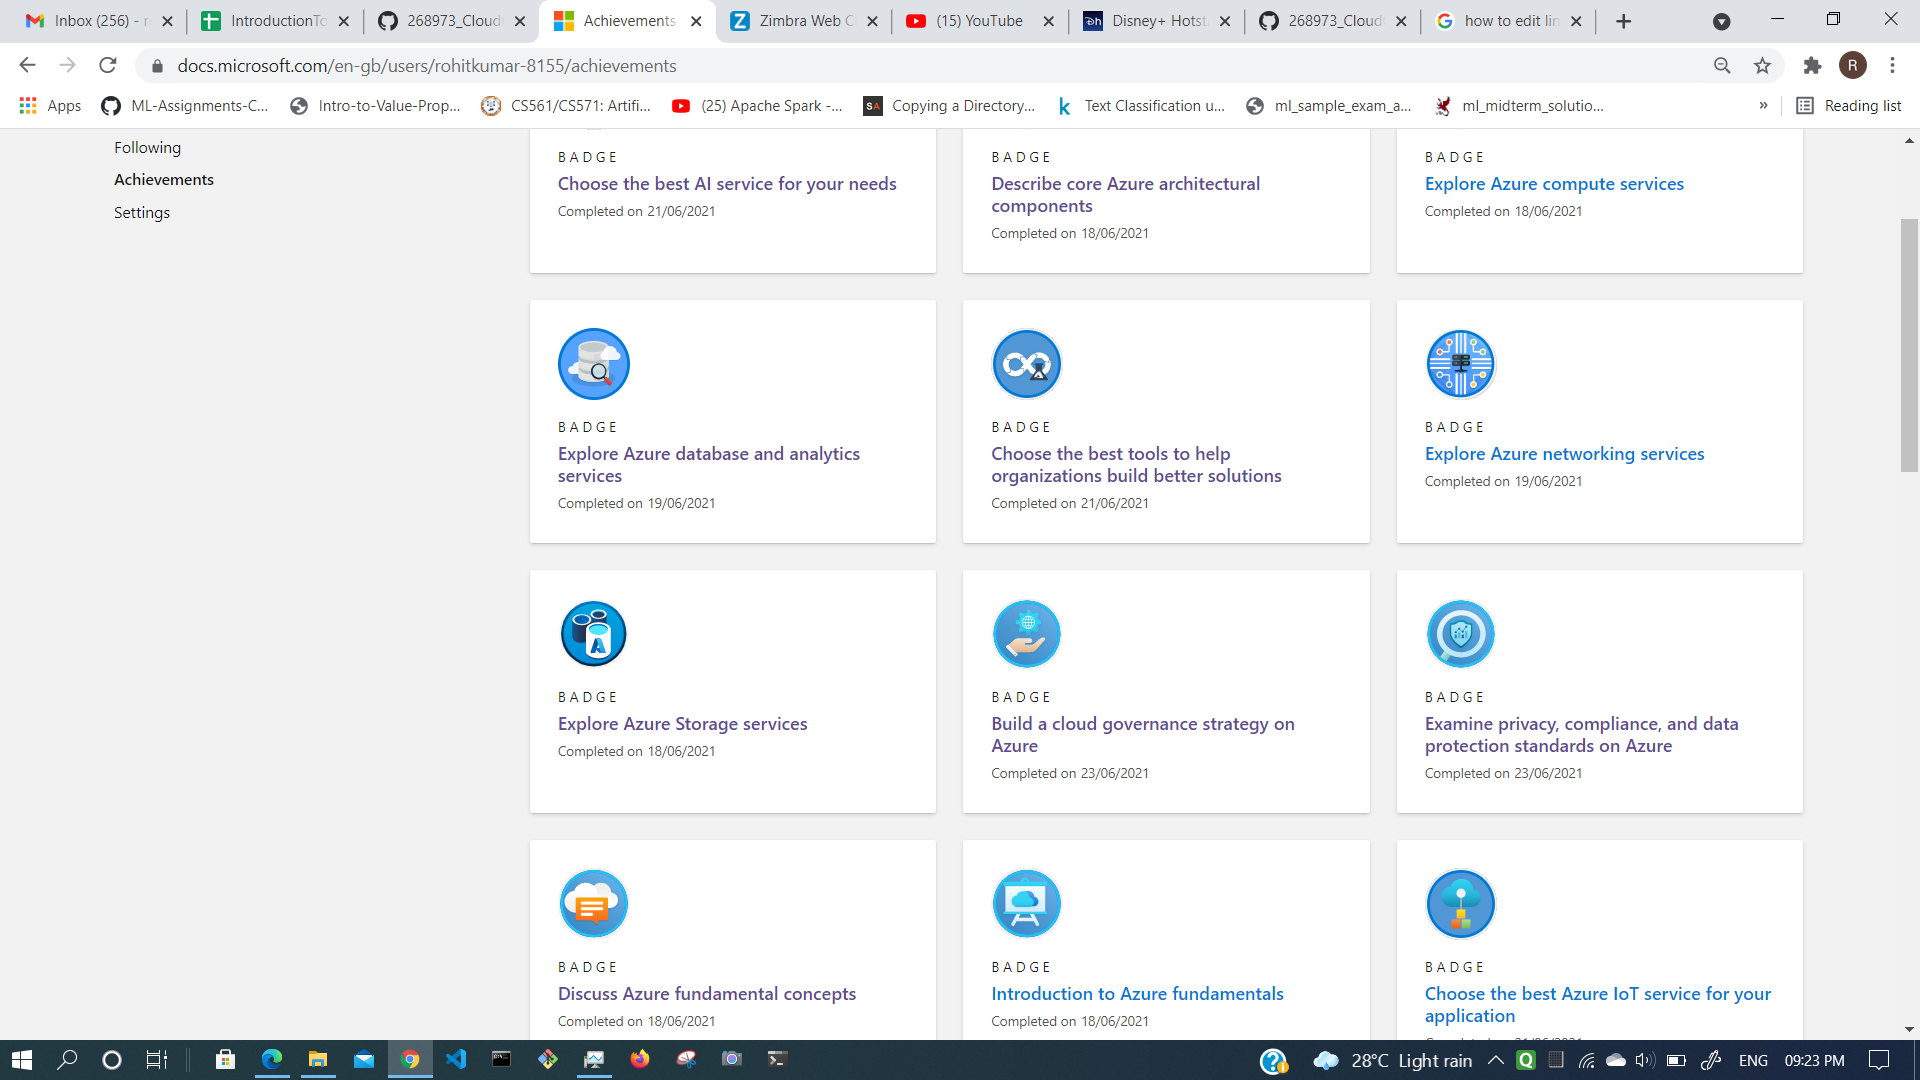 Inbox (256) - r
IntroductionTo
268973_Cloud
Achievements
Zimbra Web C
(15) YouTube
Disney+ Hotst
268973_Cloud
how to edit lin
docs.microsoft.com/en-gb/users/rohitkumar-8155/achievements
R
Apps
ML-Assignments-C...
Intro-to-Value-Prop...
CS561/CS571: Artifi...
(25) Apache Spark -...
SA
Copying a Directory...
Text Classification u...
ml_sample_exam_a...
ml_midterm_solutio...
»
Reading list
Following
Achievements
Settings
BADGE
Choose the best AI service for your needs
Completed on 21/06/2021
BADGE
Describe core Azure architectural
components
Completed on 18/06/2021
BADGE
Explore Azure compute services
Completed on 18/06/2021
BADGE
Explore Azure database and analytics
services
Completed on 19/06/2021
BADGE
Choose the best tools to help
organizations build better solutions
Completed on 21/06/2021
BADGE
Explore Azure networking services
Completed on 19/06/2021
BADGE
Explore Azure Storage services
Completed on 18/06/2021
BADGE
Build a cloud governance strategy on
Azure
Completed on 23/06/2021
BADGE
Examine privacy, compliance, and data
protection standards on Azure
Completed on 23/06/2021
BADGE
Discuss Azure fundamental concepts
Completed on 18/06/2021
BADGE
Introduction to Azure fundamentals
Completed on 18/06/2021
BADGE
Choose the best Azure IoT service for your
application
Completed on 21/06/2021
28°C Light rain
ENG
09:23 PM